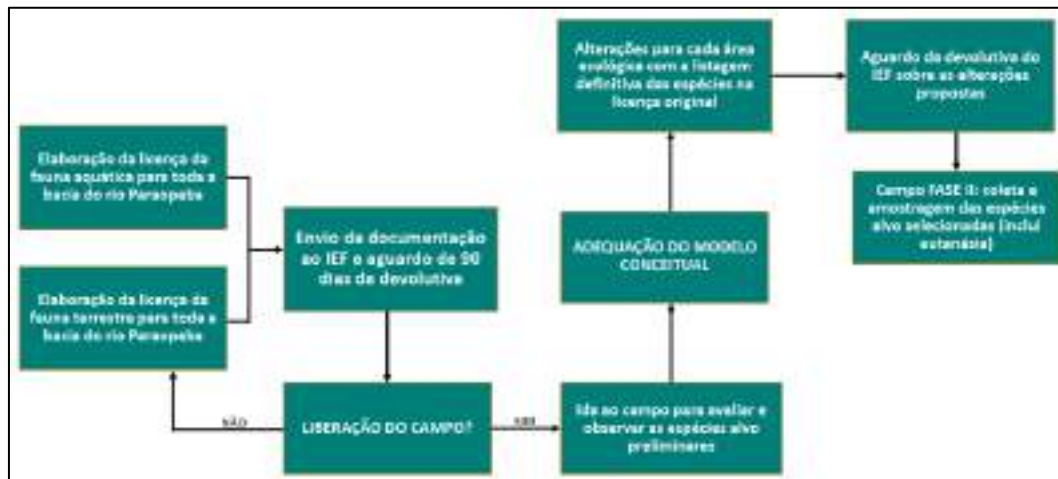 Elaboração da licença da
fauna aquática para toda a
bacia do rio Paraopeba
Elaboração da licença da
fauna terrestre para toda a
bacia do rio Paraopeba
Envio da documentação
ao IEF e aguardo de 90
dias da devolutiva
LIBERAÇÃO DO CAMPO?
NÃO
SIM
Ida ao campo para avaliar e
observar as espécies alvo
preliminares
ADEQUAÇÃO DO MODELO
CONCEITUAL
Alterações para cada área
ecológica com a listagem
definitiva das espécies na
licença original
Aguardo da devolutiva do
IEF sobre as alterações
propostas
Campo FASE II: coleta e
amostragem das espécies
alvo selecionadas (inclui
eutanásia)